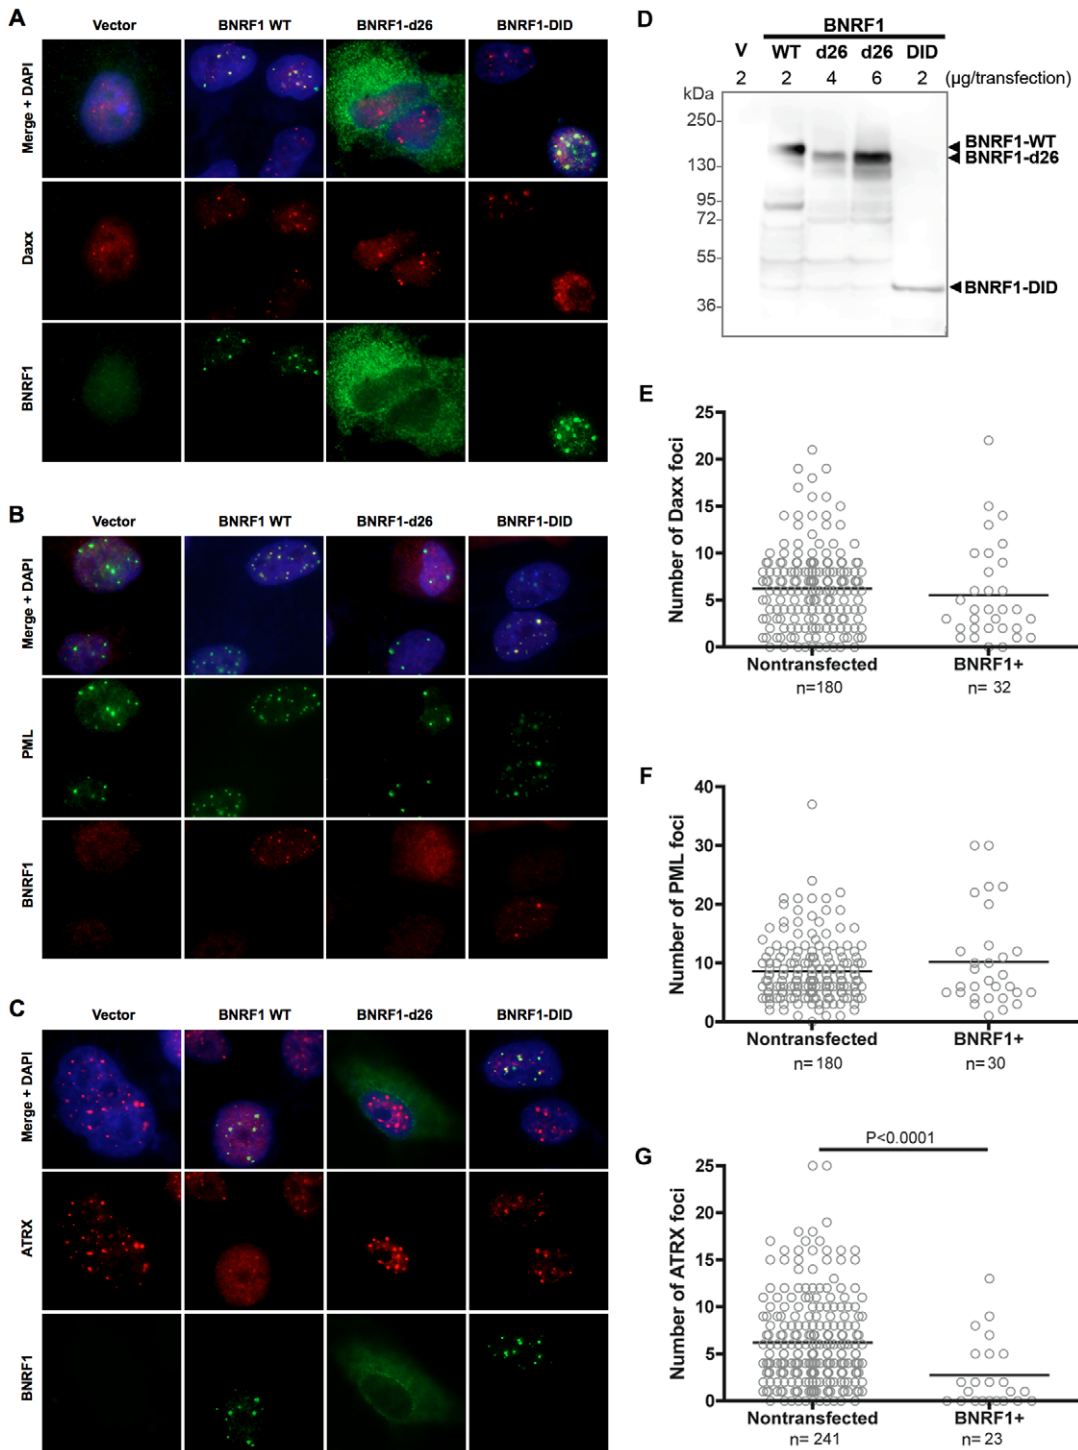 A
Vector BNRF1 WT BNRF1-d26 BNRF1-DID
Merge + DAPI
Daxx
BNRF1
B
Vector BNRF1 WT BNRF1-d26 BNRF1-DID
Merge + DAPI
PML
BNRF1
C
Vector BNRF1 WT BNRF1-d26 BNRF1-DID
Merge + DAPI
ATRX
BNRF1
D
BNRF1
V WT d26 d26 DID
2 2 4 6 2 (μg/transfection)
kDa
250-
130-
95-
72-
55-
36-
BNRF1-WT
BNRF1-d26
BNRF1-DID
E
Number of Daxx foci
25
20
15
10
5
0
Nontransfected BNRF1+
n=180 n= 32
F
Number of PML foci
40
30
20
10
0
Nontransfected BNRF1+
n=180 n=30
G
P<0.0001
Number of ATRX foci
25
20
15
10
5
0
Nontransfected BNRF1+
n= 241 n= 23